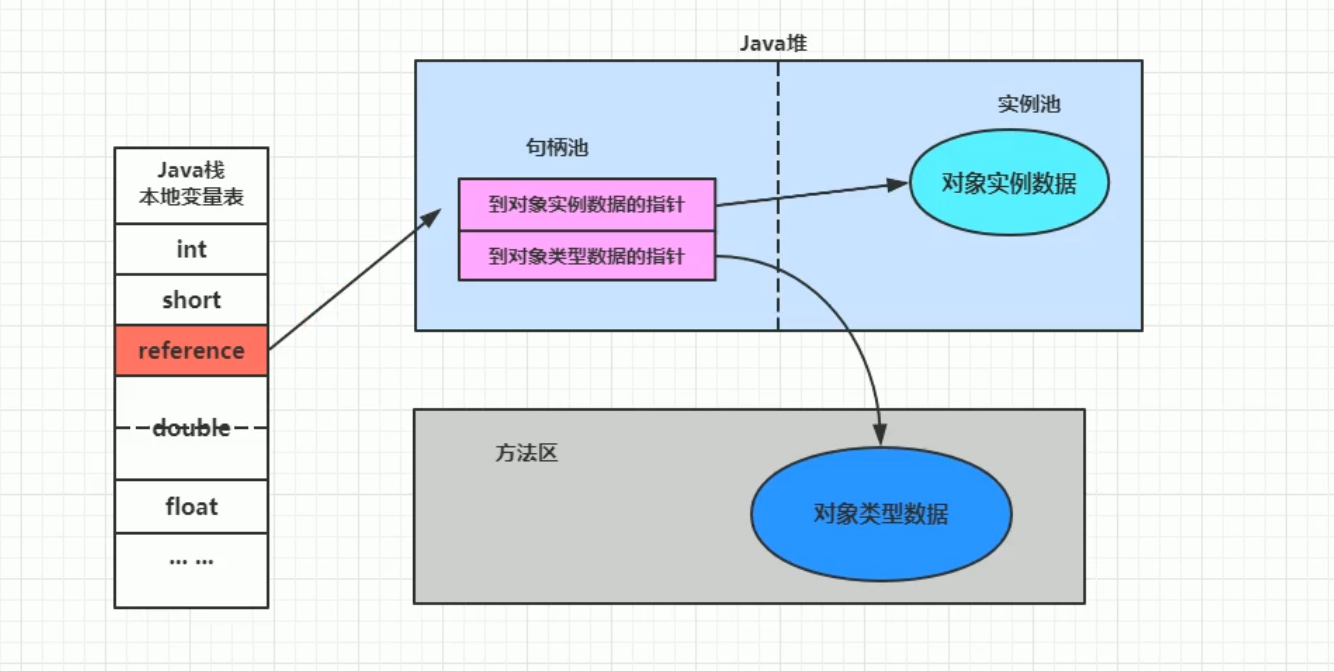 Java堆
Java栈
本地变量表
int
short
reference
double
float
... ...
句柄池
到对象实例数据的指针
到对象类型数据的指针
实例池
对象实例数据
方法区
对象类型数据